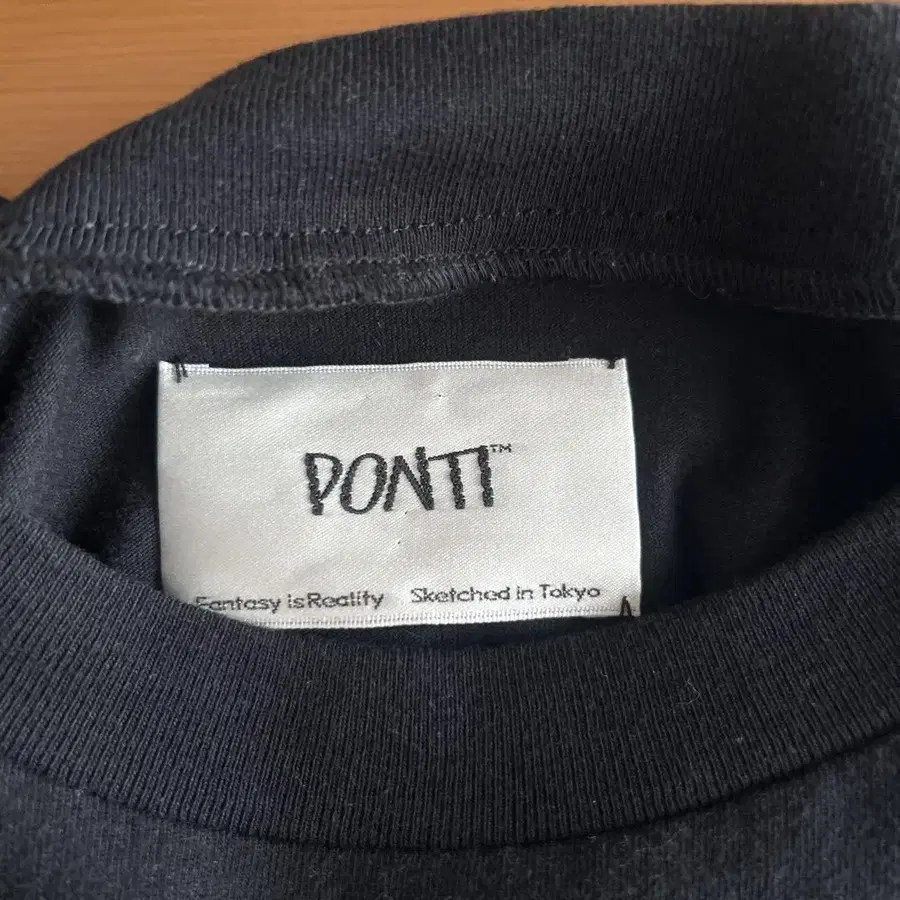 PONTI™
Fantasy is Reality Sketched in Tokyo